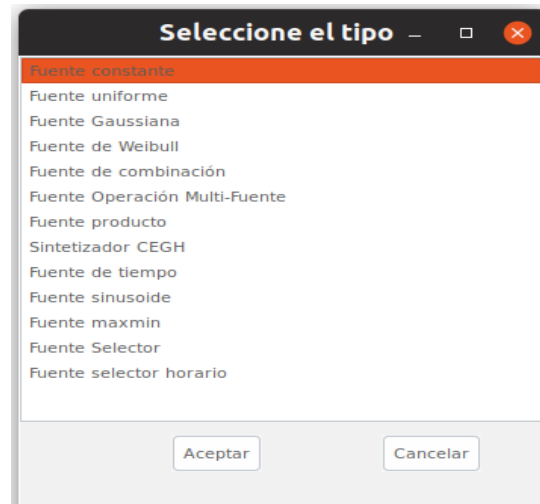 Seleccione el tipo
Fuente constante
Fuente uniforme
Fuente Gaussiana
Fuente de Weibull
Fuente de combinación
Fuente Operación Multi-Fuente
Fuente producto
Sintetizador CEGH
Fuente de tiempo
Fuente sinusoide
Fuente maxmin
Fuente Selector
Fuente selector horario
Aceptar Cancelar